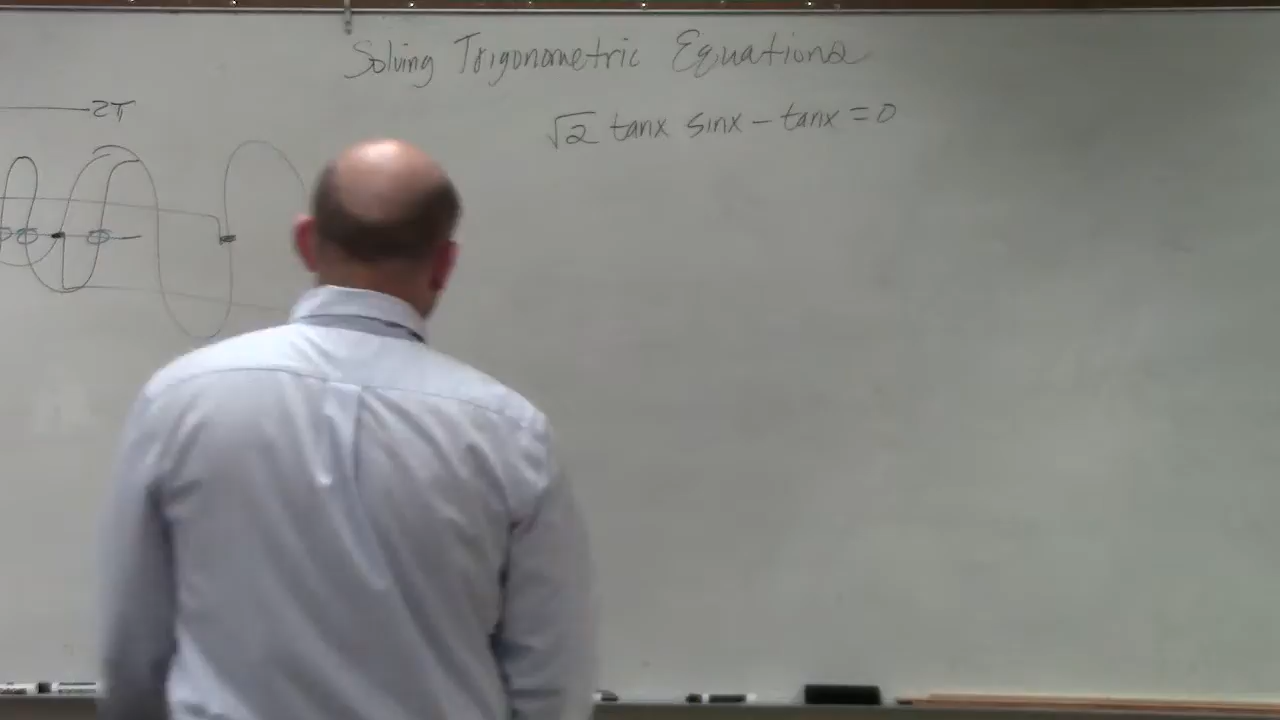 Solving Trigonometric Equations
2π
√2 tanx sinx - tanx = 0